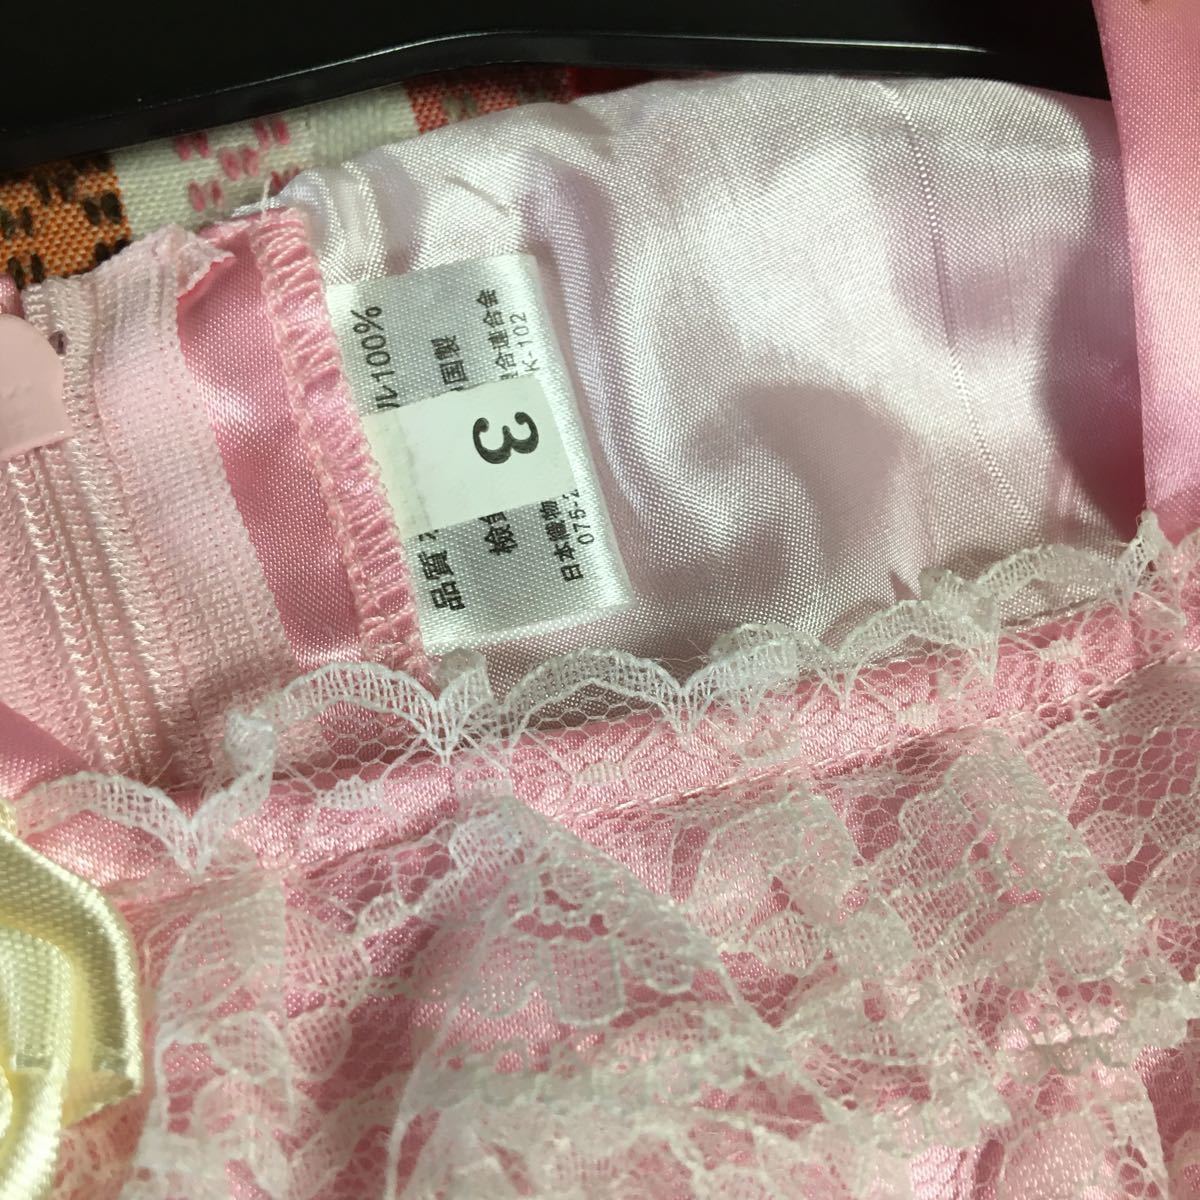 品質 ル100%
検 国製
日本織物 合連合会
075-2 K-102
3